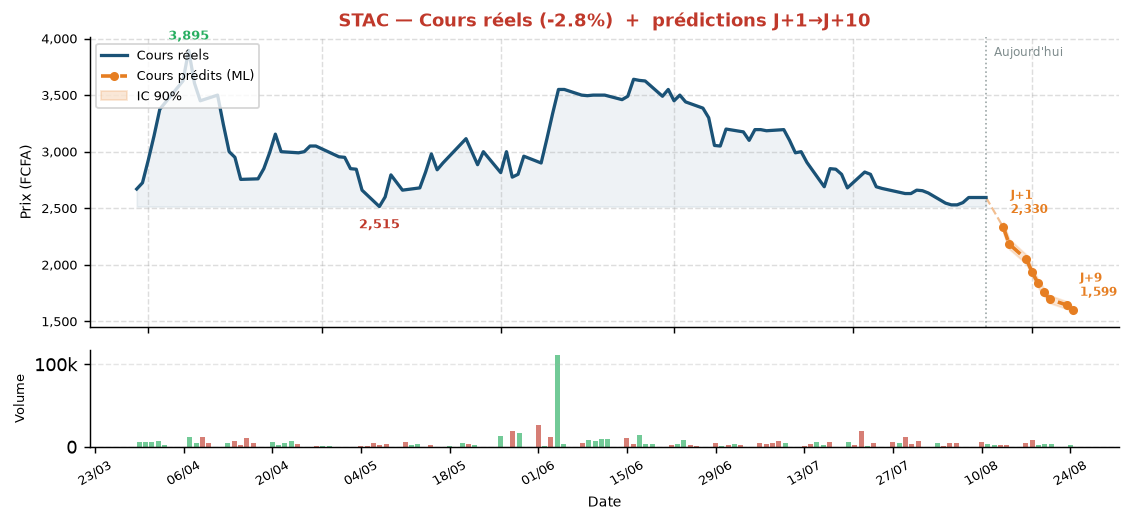 STAC — Cours réels (-2.8%) + prédictions J+1→J+10
3,895
Cours réels
Cours prédits (ML)
IC 90%
Aujourd'hui
4,000
3,500
3,000
2,500
2,000
1,500
Prix (FCFA)
2,515
J+1
2,330
J+9
1,599
100k
0
Volume
23/03
06/04
20/04
04/05
18/05
01/06
15/06
29/06
13/07
27/07
10/08
24/08
Date